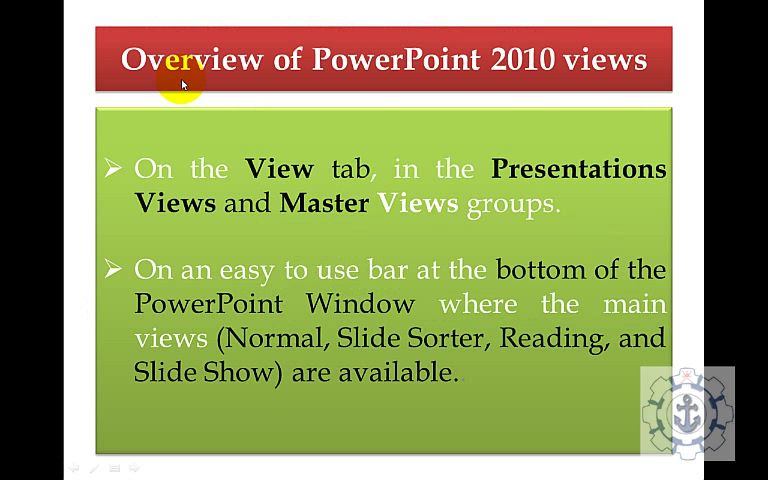 Overview of PowerPoint 2010 views
On the View tab, in the Presentations
Views and Master Views groups.
On an easy to use bar at the bottom of the
PowerPoint Window where the main
views (Normal, Slide Sorter, Reading, and
Slide Show) are available.